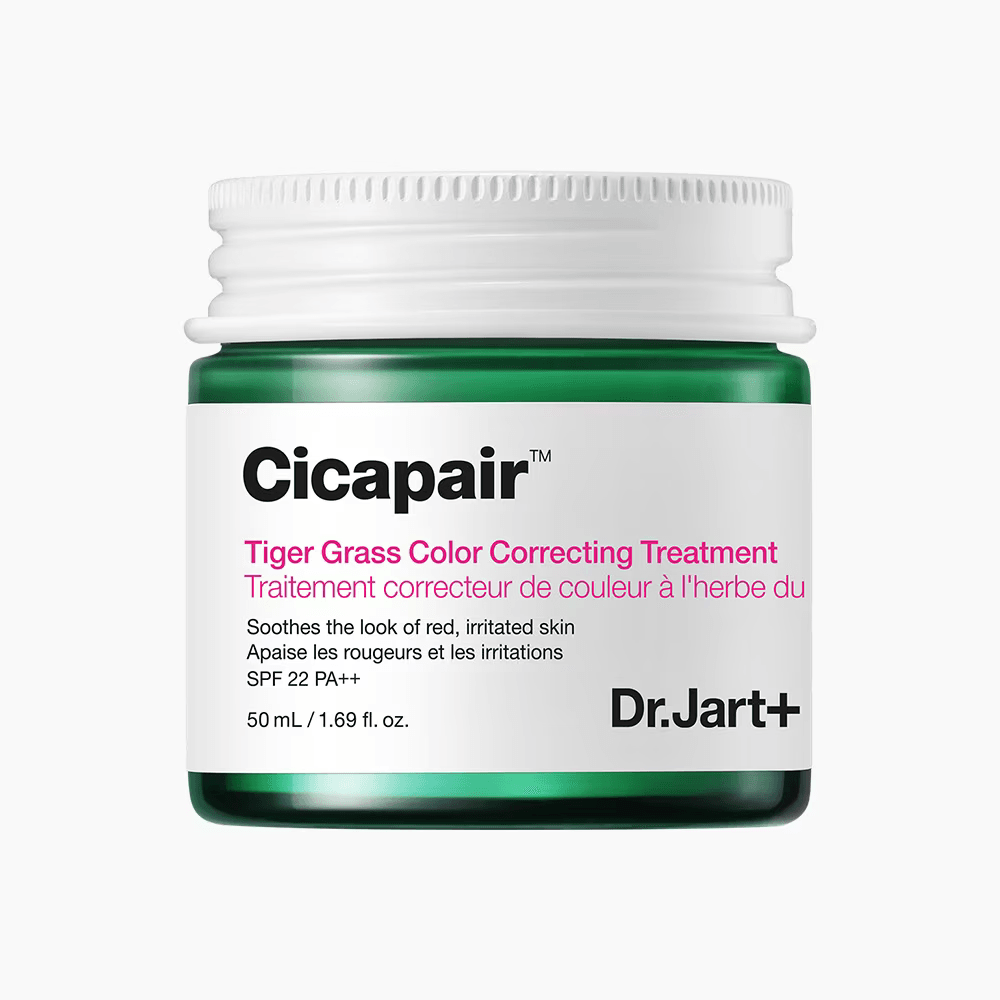 Cicapair™
Tiger Grass Color Correcting Treatment
Traitement correcteur de couleur à l'herbe du
Soothes the look of red, irritated skin
Apaise les rougeurs et les irritations
SPF 22 PA++
50 mL / 1.69 fl. oz.
Dr.Jart+